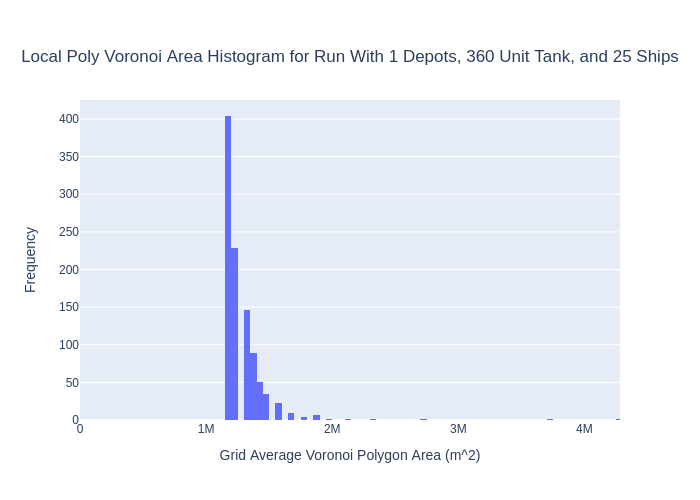 Local Poly Voronoi Area Histogram for Run With 1 Depots, 360 Unit Tank, and 25 Ships
400
350
300
250
200
150
100
50
0
Frequency
0 1M 2M 3M 4M
Grid Average Voronoi Polygon Area (m^2)